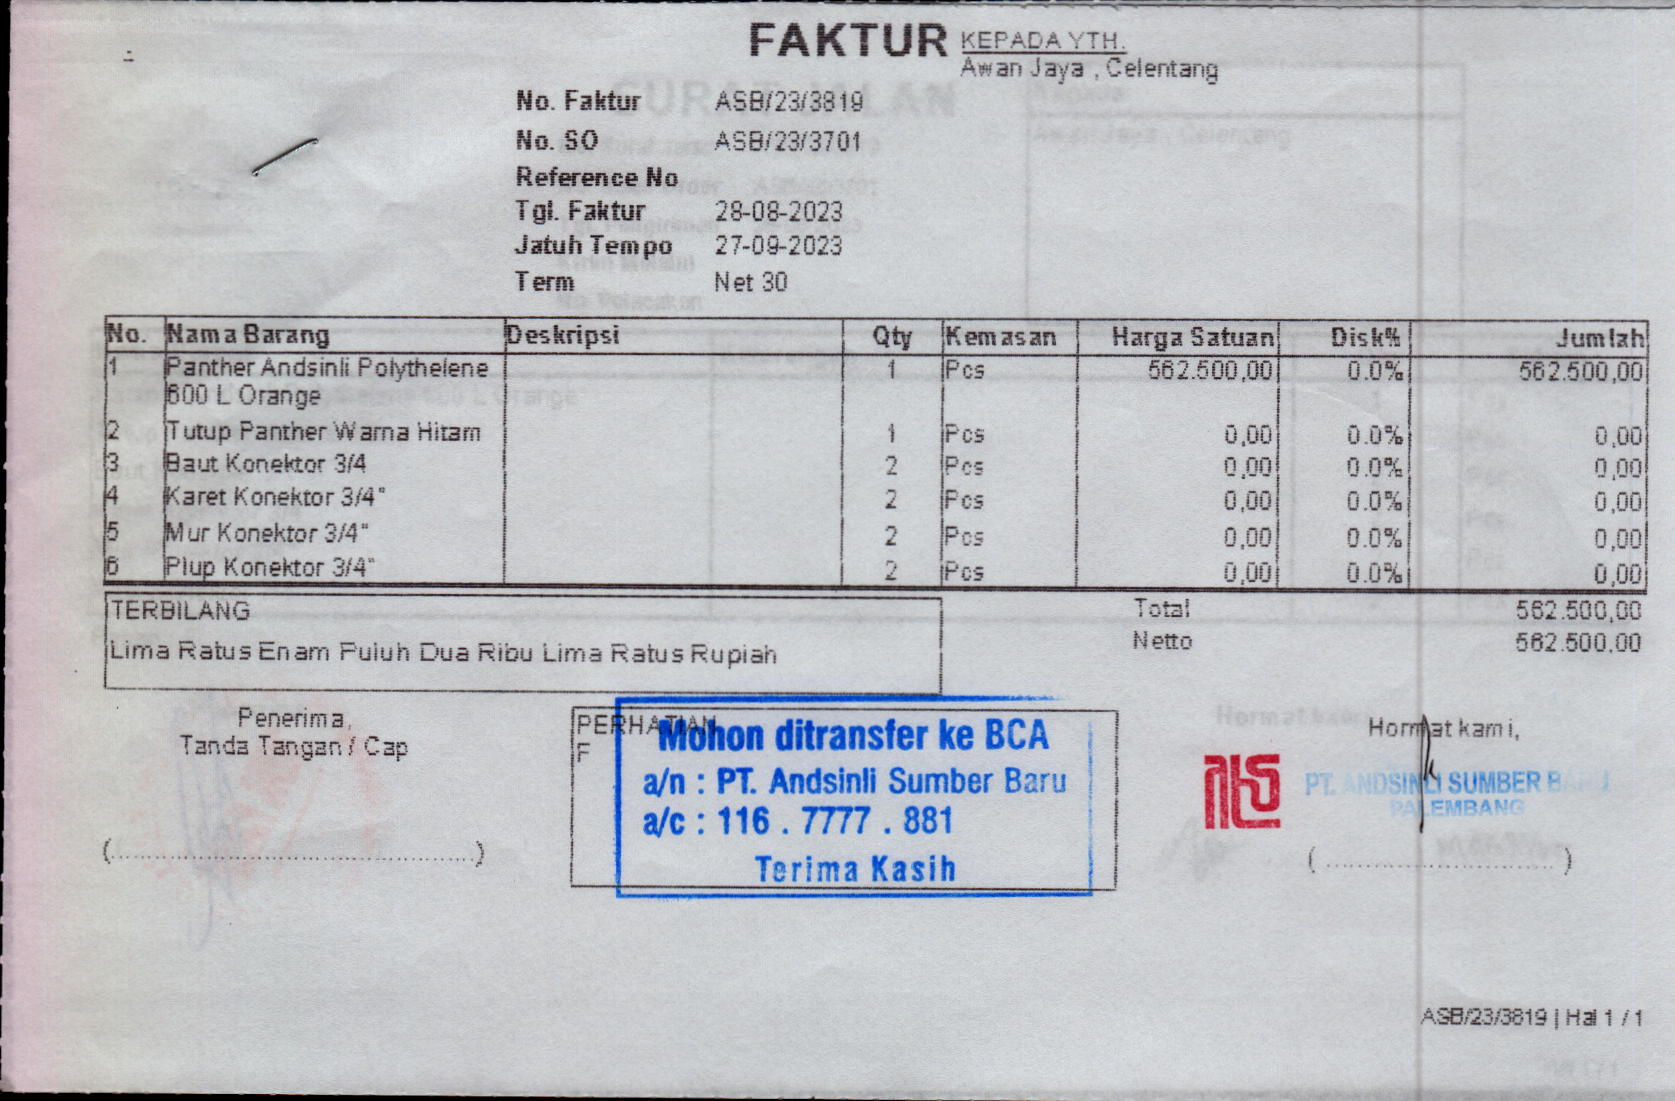 FAKTUR
KEPADA YTH.
Awan Jaya , Celentang
No. Faktur ASB/23/3819
No. SO ASB/23/3701
Reference No
Tgl. Faktur 28-08-2023
Jatuh Tempo 27-09-2023
Term Net 30
No. Nama Barang Deskripsi Qty Kemasan Harga Satuan Disk% Jumlah
1 Panther Andsinli Polythelene 1 Pcs 562.500,00 0.0% 562.500,00
600 L Orange
2 Tutup Panther Warna Hitam 1 Pcs 0,00 0.0% 0,00
3 Baut Konektor 3/4 2 Pcs 0,00 0.0% 0,00
4 Karet Konektor 3/4" 2 Pcs 0,00 0.0% 0,00
5 Mur Konektor 3/4" 2 Pcs 0,00 0.0% 0,00
6 Plup Konektor 3/4" 2 Pcs 0,00 0.0% 0,00
TERBILANG
Lima Ratus Enam Puluh Dua Ribu Lima Ratus Rupiah
Total 562.500,00
Netto 562.500,00
Penerima,
Tanda Tangan / Cap
PERHATIAN
F
Mohon ditransfer ke BCA
a/n : PT. Andsinli Sumber Baru
a/c : 116 . 7777 . 881
Terima Kasih
Hormat kami,
PT. ANDSINLI SUMBER BARU
PALEMBANG
(..............................................)
( ................................ )
ASB/23/3819 | Hal 1 / 1